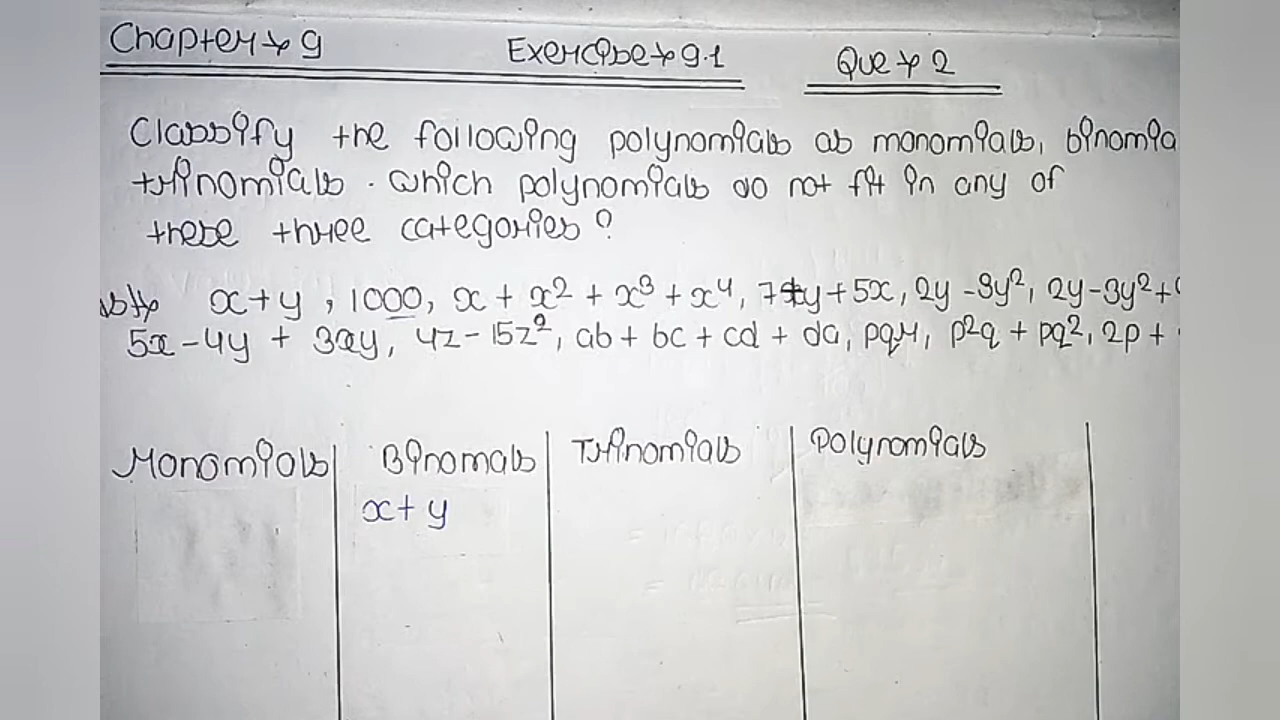 Chapter → 9 Exercise → 9.1 Que → 2
Classify the following polynomials as monomials, binomia
trinomials. which polynomials do not fit in any of
these three categories?
x + y, 1000, x + x² + x³ + x⁴, 7+y + 5x, 2y - 3y², 2y - 3y² +
5x - 4y + 3xy, 4z - 15z², ab + bc + cd + da, pqr, p²q + pq², 2p +
Monomials Binomals Trinomials Polynomials
x + y